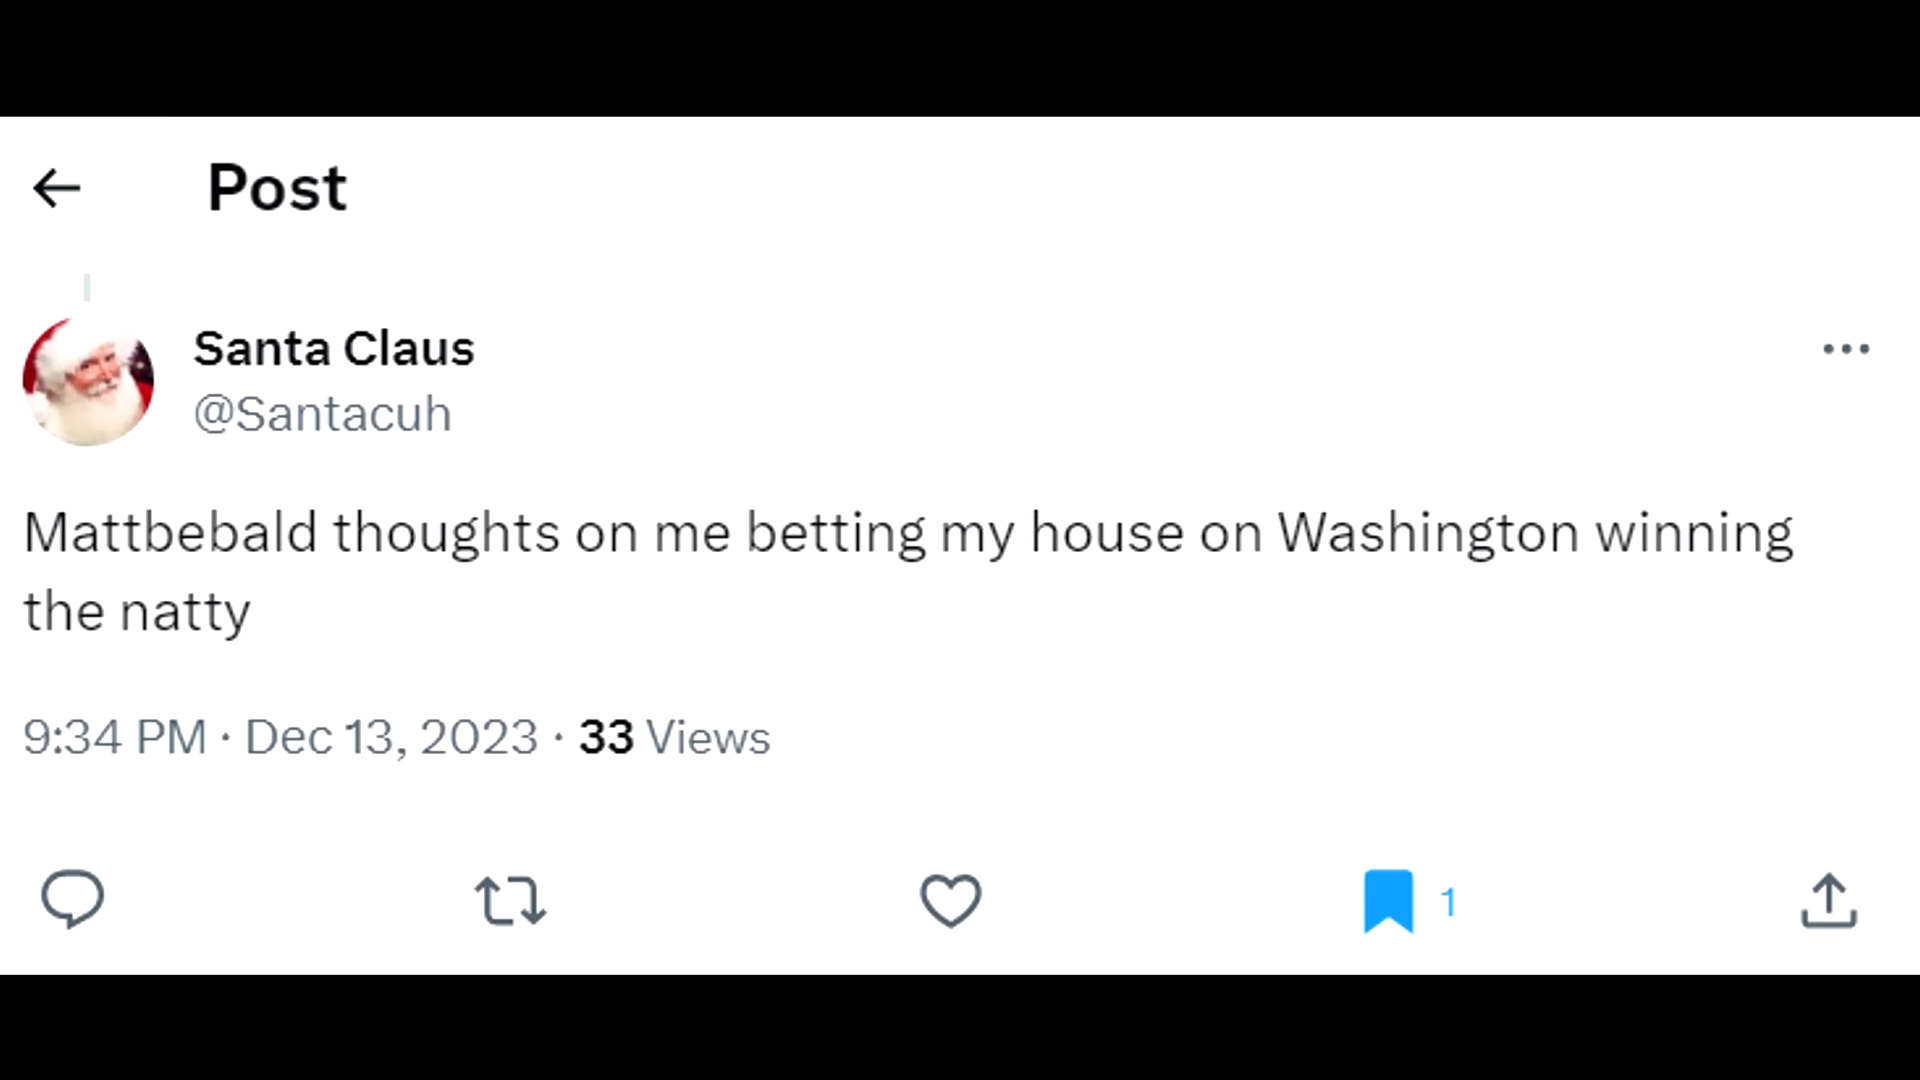 Post
Santa Claus
@Santacuh
Mattbebald thoughts on me betting my house on Washington winning
the natty
9:34 PM · Dec 13, 2023 · 33 Views
1